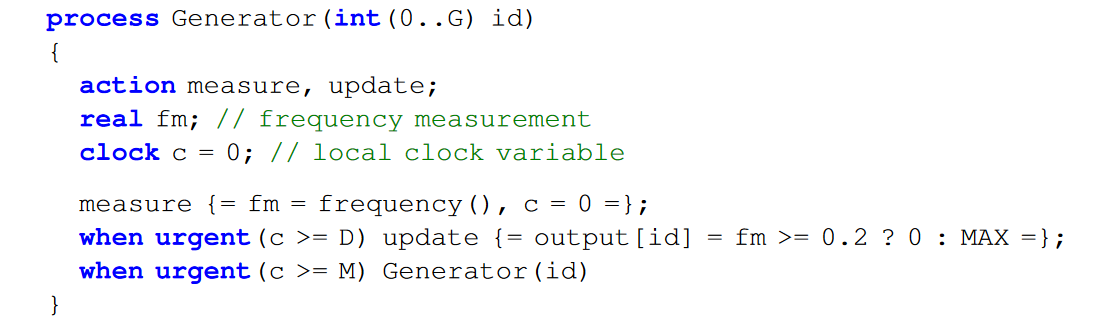 process Generator(int(0..G) id)
{
action measure, update;
real fm; // frequency measurement
clock c = 0; // local clock variable
measure {= fm = frequency(), c = 0 =};
when urgent(c >= D) update {= output[id] = fm >= 0.2 ? 0 : MAX =};
when urgent(c >= M) Generator(id)
}